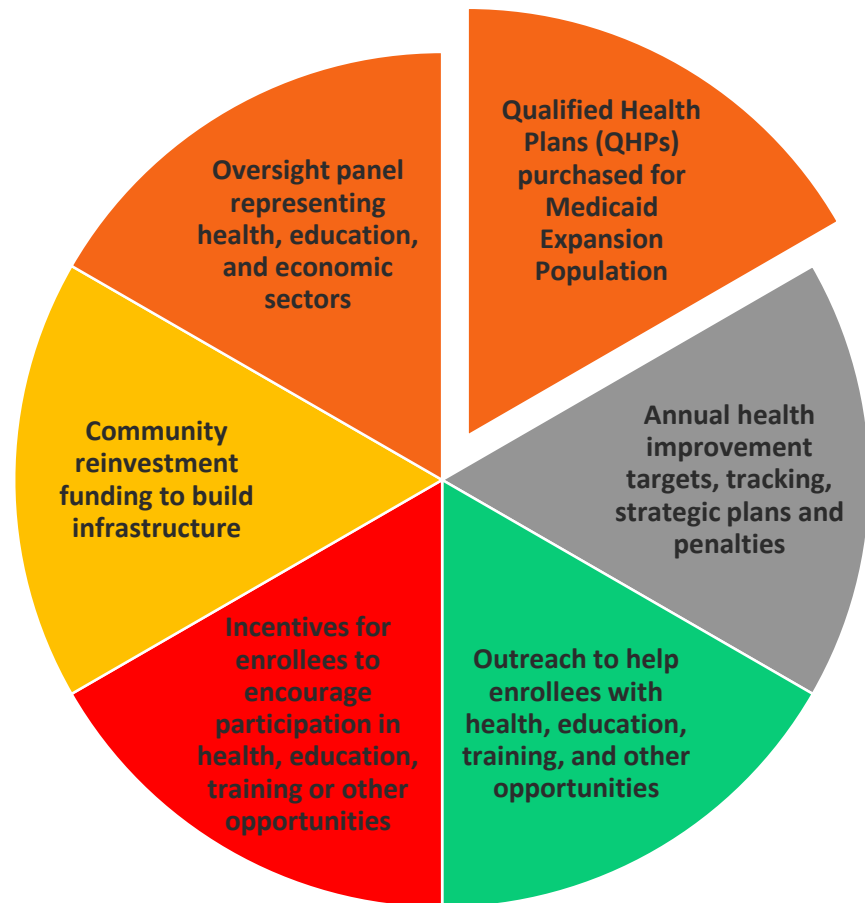 Qualified Health
Plans (QHPs)
purchased for
Medicaid
Expansion
Population
Annual health
improvement
targets, tracking,
strategic plans and
penalties
Outreach to help
enrollees with
health, education,
training, and other
opportunities
Incentives for
enrollees to
encourage
participation in
health, education,
training or other
opportunities
Community
reinvestment
funding to build
infrastructure
Oversight panel
representing
health, education,
and economic
sectors